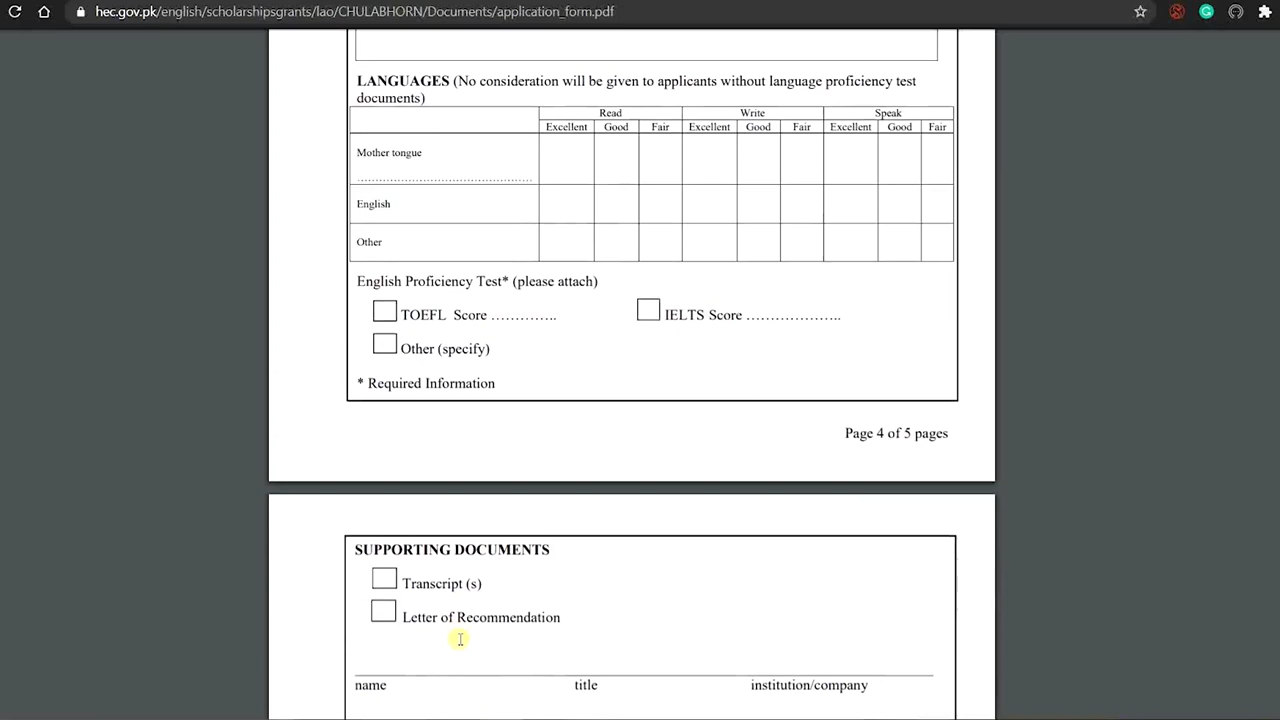 hec.gov.pk/english/scholarshipsgrants/lao/CHULABHORN/Documents/application_form.pdf
LANGUAGES (No consideration will be given to applicants without language proficiency test
documents)
Read Write Speak
Excellent Good Fair Excellent Good Fair Excellent Good Fair
Mother tongue
................................................
English
Other
English Proficiency Test* (please attach)
TOEFL Score ………….. IELTS Score ………………..
Other (specify)
* Required Information
Page 4 of 5 pages
SUPPORTING DOCUMENTS
Transcript (s)
Letter of Recommendation
name title institution/company